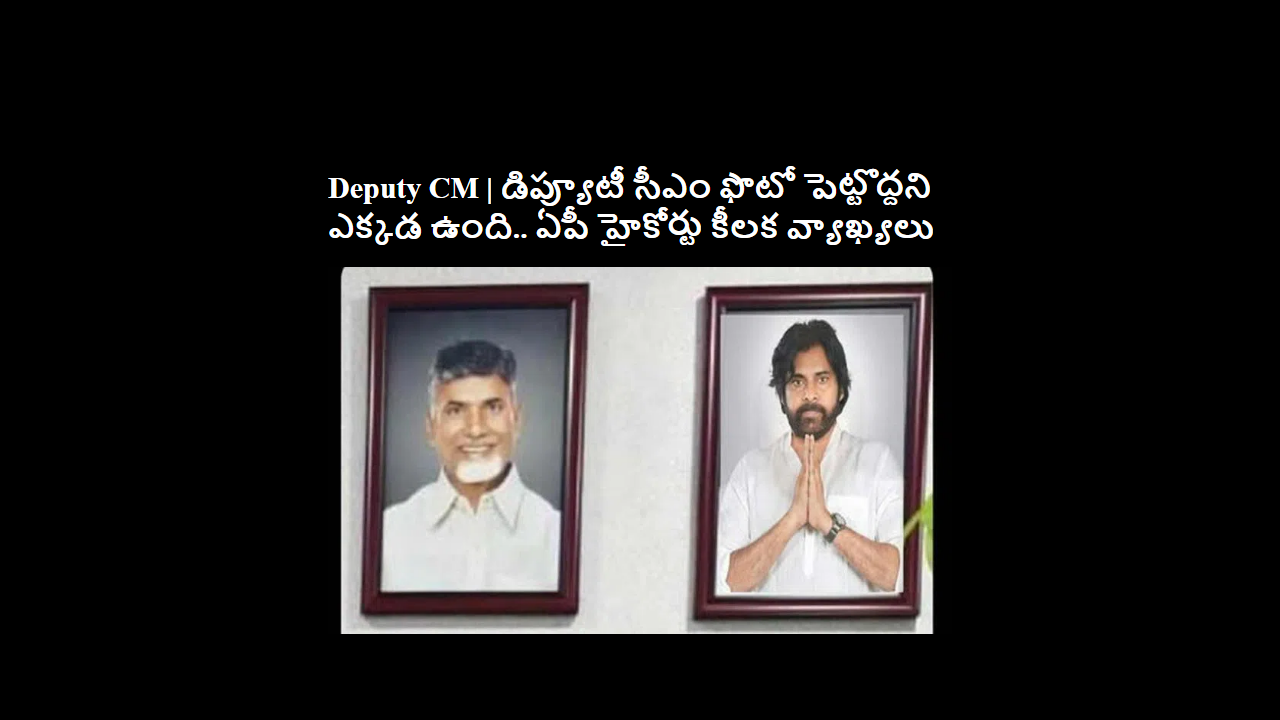 Deputy CM | డిప్యూటీ సీఎం ఫొటో పెట్టొద్దని
ఎక్కడ ఉంది.. ఏపీ హైకోర్టు కీలక వ్యాఖ్యలు